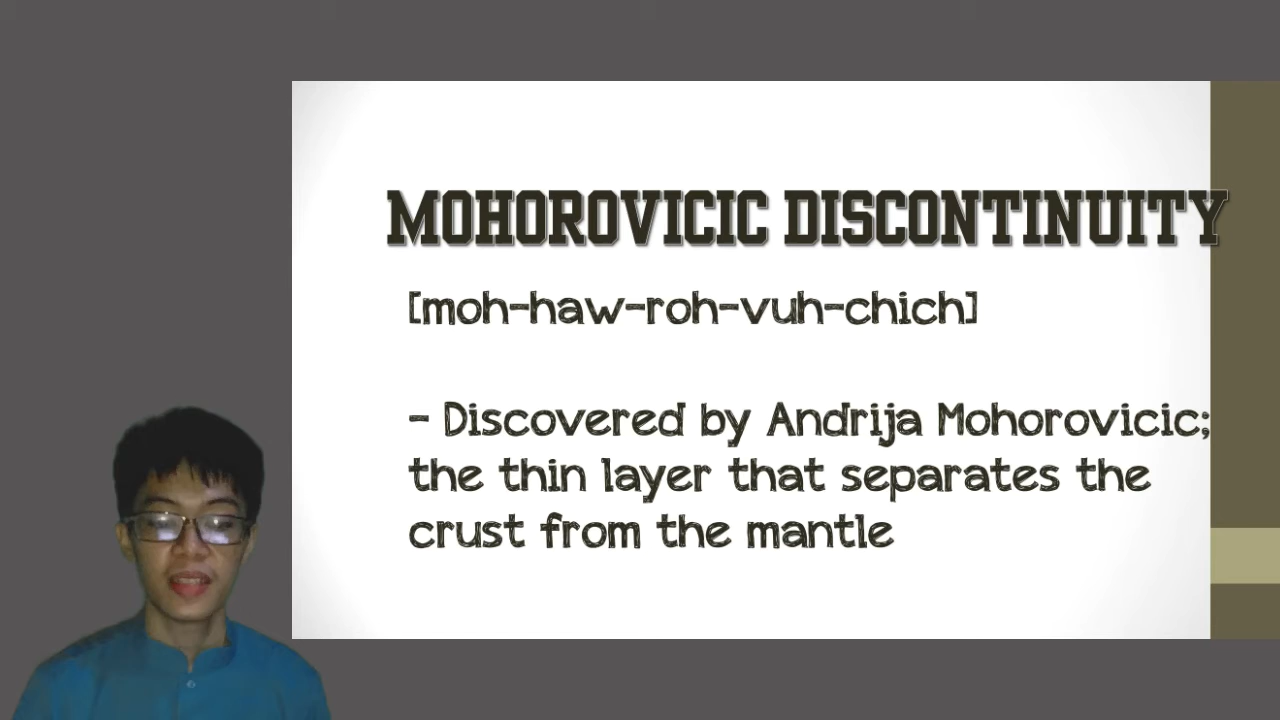 MOHOROVICIC DISCONTINUITY
[moh-haw-roh-vuh-chich]
- Discovered by Andrija Mohorovicic;
the thin layer that separates the
crust from the mantle